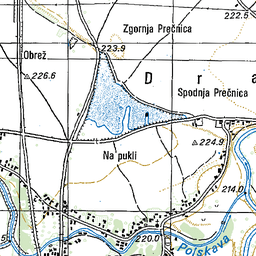 Zgornja Prečnica
222.5
223.9
Obrež
226.6
D r a
Spodnja Prečnica
224.9
Na pukli
214.0
220.0
Polskava